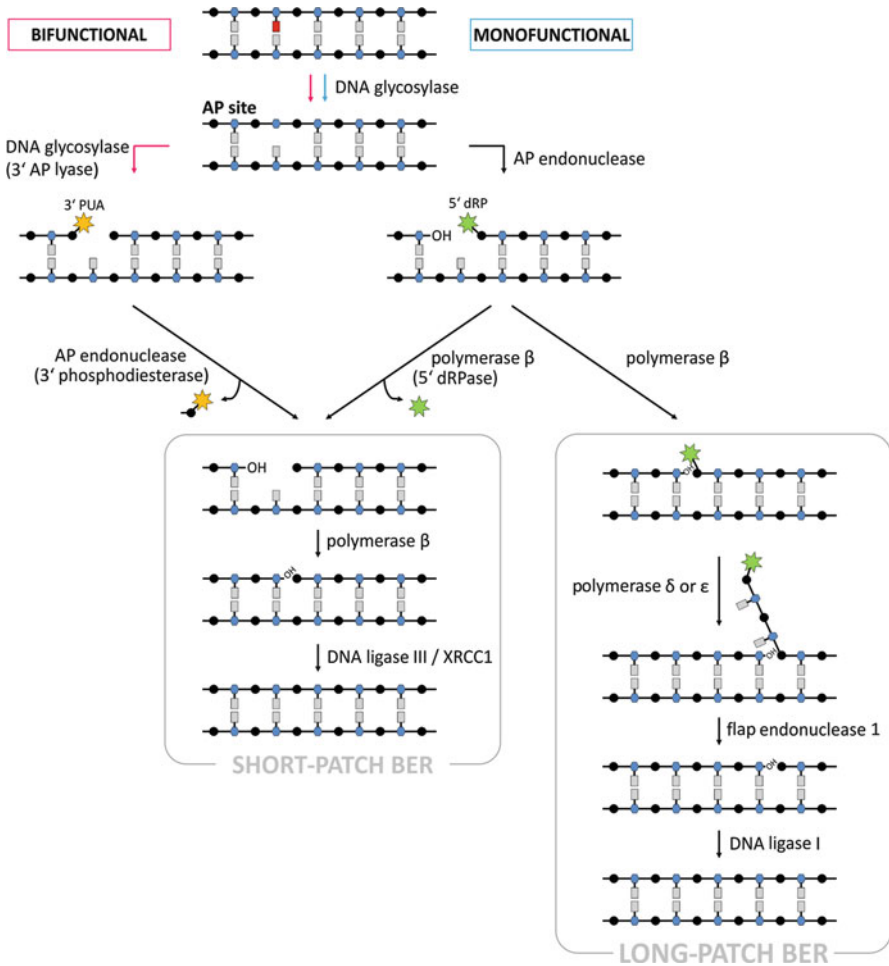 BIFUNCTIONAL
MONOFUNCTIONAL
DNA glycosylase
AP site
DNA glycosylase
(3‘ AP lyase)
AP endonuclease
3‘ PUA
5‘ dRP
OH
AP endonuclease
(3‘ phosphodiesterase)
polymerase β
(5‘ dRPase)
polymerase β
OH
polymerase β
OH
DNA ligase III / XRCC1
SHORT-PATCH BER
OH
polymerase δ or ε
OH
flap endonuclease 1
OH
DNA ligase I
LONG-PATCH BER